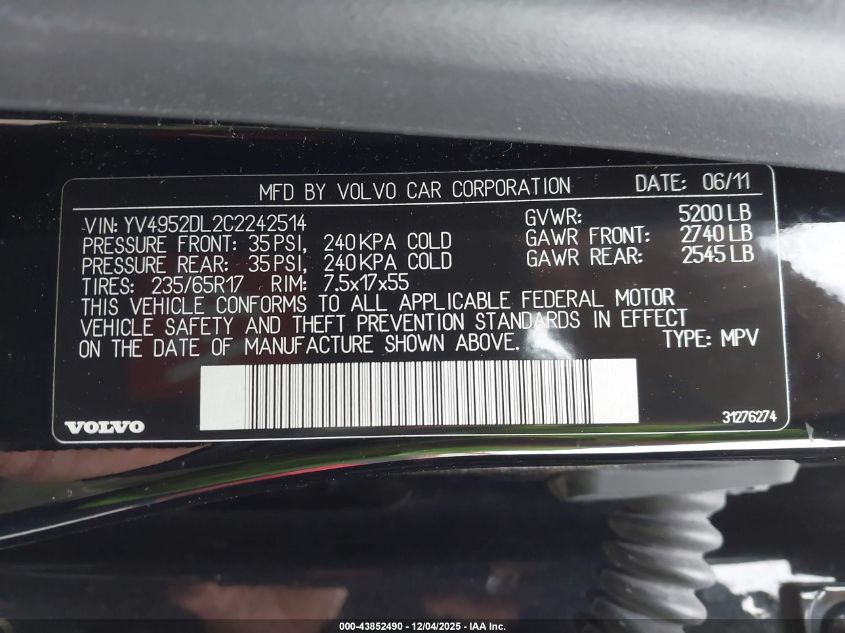 MFD BY VOLVO CAR CORPORATION DATE: 06/11
VIN: YV4952DL2C2242514 GVWR: 5200 LB
PRESSURE FRONT: 35 PSI, 240 KPA COLD GAWR FRONT: 2740 LB
PRESSURE REAR: 35 PSI, 240 KPA COLD GAWR REAR: 2545 LB
TIRES: 235/65R17 RIM: 7.5x17x55
THIS VEHICLE CONFORMS TO ALL APPLICABLE FEDERAL MOTOR
VEHICLE SAFETY AND THEFT PREVENTION STANDARDS IN EFFECT
ON THE DATE OF MANUFACTURE SHOWN ABOVE. TYPE: MPV
VOLVO 31276274
000-43852490 - 12/04/2025 - IAA Inc.